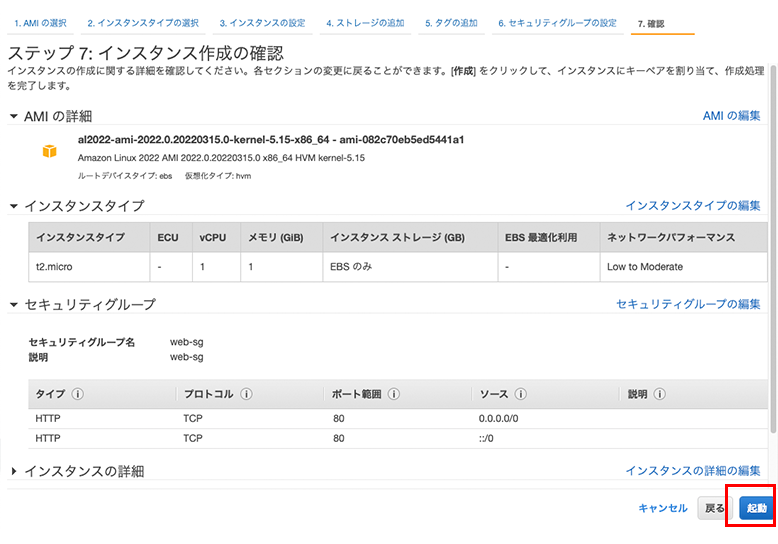 1. AMI の選択 2. インスタンスタイプの選択 3. インスタンスの設定 4. ストレージの追加 5. タグの追加 6. セキュリティグループの設定 7. 確認
ステップ 7: インスタンス作成の確認
インスタンスの作成に関する詳細を確認してください。各セクションの変更に戻ることができます。[作成] をクリックして、インスタンスにキーペアを割り当て、作成処理
を完了します。
AMI の詳細 AMI の編集
al2022-ami-2022.0.20220315.0-kernel-5.15-x86_64 - ami-082c70eb5ed5441a1
Amazon Linux 2022 AMI 2022.0.20220315.0 x86_64 HVM kernel-5.15
ルートデバイスタイプ: ebs 仮想化タイプ: hvm
インスタンスタイプ インスタンスタイプの編集
インスタンスタイプ ECU vCPU メモリ (GiB) インスタンス ストレージ (GB) EBS 最適化利用 ネットワークパフォーマンス
t2.micro - 1 1 EBS のみ - Low to Moderate
セキュリティグループ セキュリティグループの編集
セキュリティグループ名 web-sg
説明 web-sg
タイプ i プロトコル i ポート範囲 i ソース i 説明 i
HTTP TCP 80 0.0.0.0/0
HTTP TCP 80 ::/0
インスタンスの詳細 インスタンスの詳細の編集
キャンセル 戻る 起動